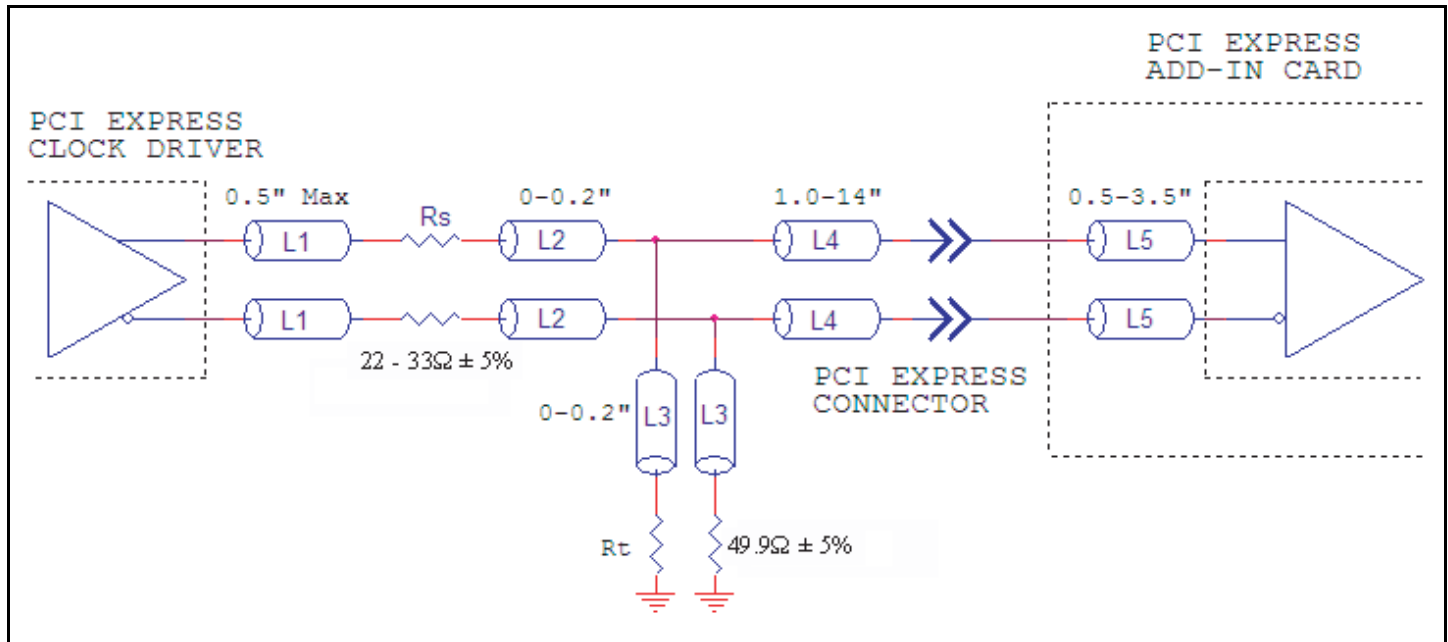 PCI EXPRESS
ADD-IN CARD
PCI EXPRESS
CLOCK DRIVER
0.5" Max
Rs
0-0.2"
1.0-14"
0.5-3.5"
L1
L2
L4
L5
L1
L2
L4
L5
22 - 33Ω ± 5%
PCI EXPRESS
CONNECTOR
0-0.2"
L3
L3
Rt
49.9Ω ± 5%